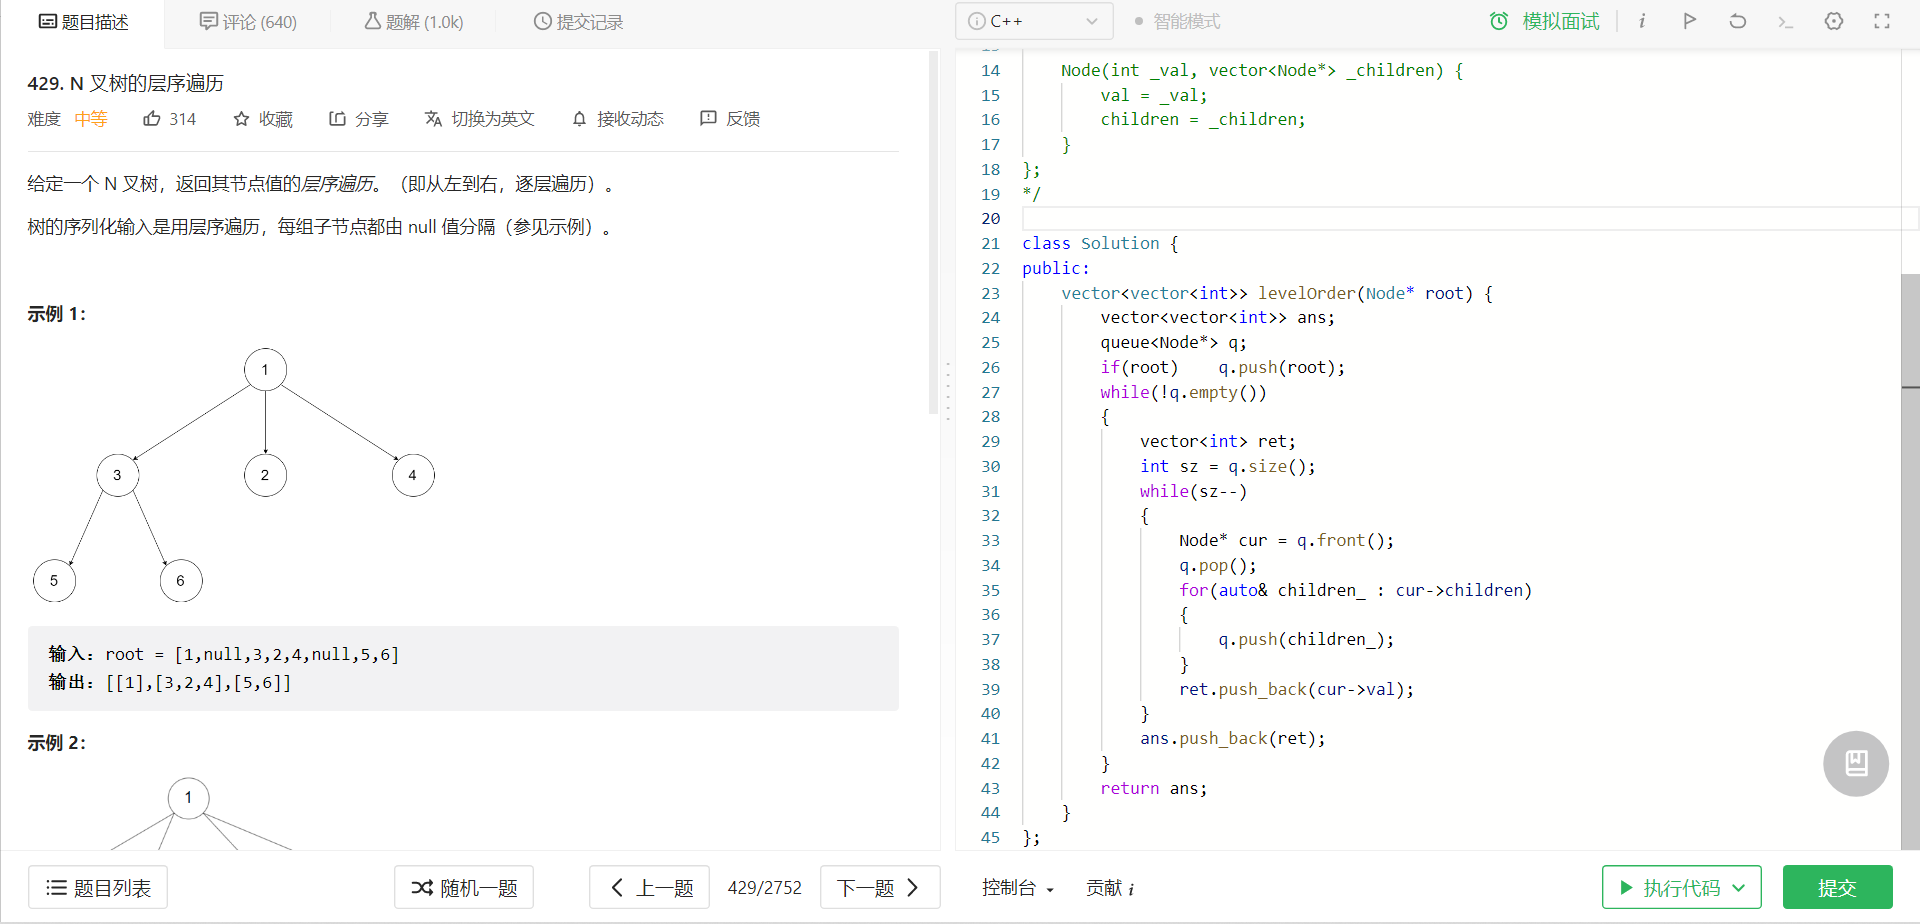 题目描述
评论 (640)
题解 (1.0k)
提交记录
429. N 叉树的层序遍历
难度 中等 314 收藏 分享 切换为英文 接收动态 反馈
给定一个 N 叉树，返回其节点值的层序遍历。（即从左到右，逐层遍历）。
树的序列化输入是用层序遍历，每组子节点都由 null 值分隔（参见示例）。
示例 1：
1
3 2 4
5 6
输入：root = [1,null,3,2,4,null,5,6]
输出：[[1],[3,2,4],[5,6]]
示例 2：
1
题目列表
随机一题
上一题
429/2752
下一题
C++
智能模式
模拟面试
14     Node(int _val, vector<Node*> _children) {
15         val = _val;
16         children = _children;
17     }
18 };
19 */
20
21 class Solution {
22 public:
23     vector<vector<int>> levelOrder(Node* root) {
24         vector<vector<int>> ans;
25         queue<Node*> q;
26         if(root)    q.push(root);
27         while(!q.empty())
28         {
29             vector<int> ret;
30             int sz = q.size();
31             while(sz--)
32             {
33                 Node* cur = q.front();
34                 q.pop();
35                 for(auto& children_ : cur->children)
36                 {
37                     q.push(children_);
38                 }
39                 ret.push_back(cur->val);
40             }
41             ans.push_back(ret);
42         }
43         return ans;
44     }
45 };
控制台
贡献 i
执行代码
提交